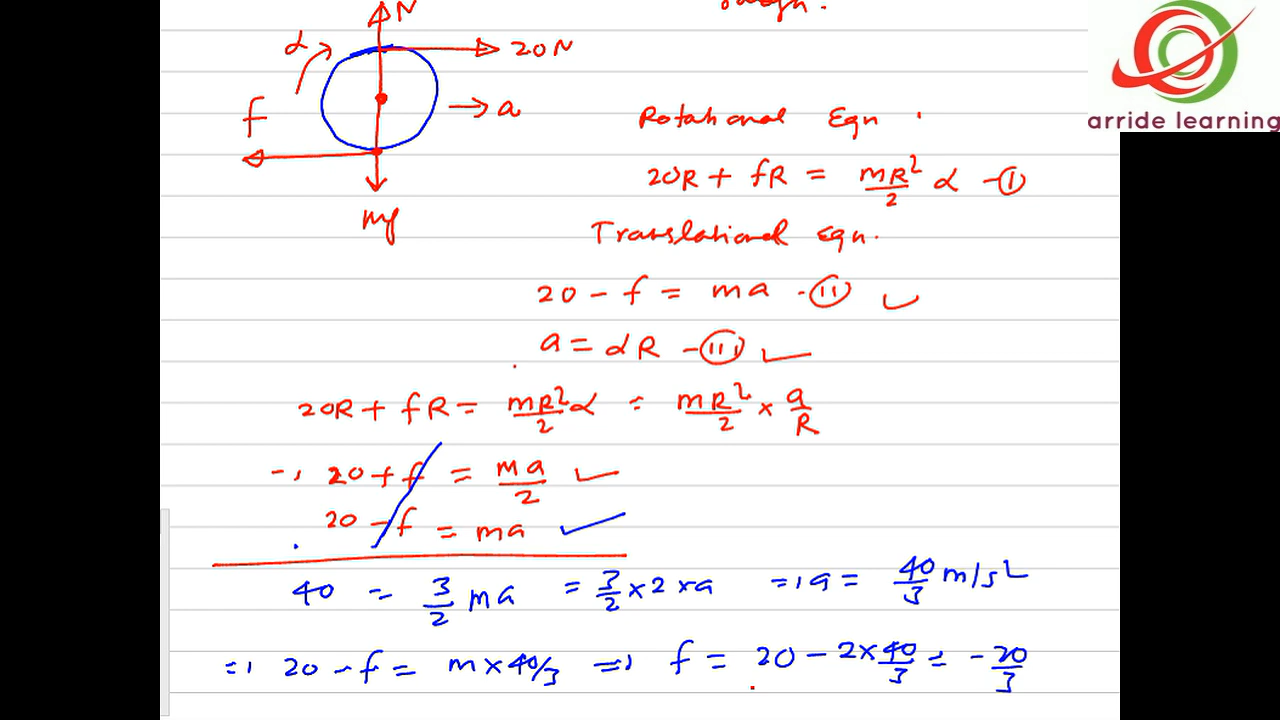 N
α
20N
f
→ a
mg
arride learning
Rotational Eqn.
20R + fR = mR²/2 α -(I)
Translational Eqn.
20 - f = ma -(II) ✓
a = αR -(III) ✓
20R + fR = mR²/2 α = mR²/2 × a/R
⇒ 20 + f = ma/2 ✓
20 - f = ma ✓
40 = 3/2 ma = 3/2 × 2 × a ⇒ a = 40/3 m/s²
⇒ 20 - f = m × 40/3 ⇒ f = 20 - 2 × 40/3 = -20/3